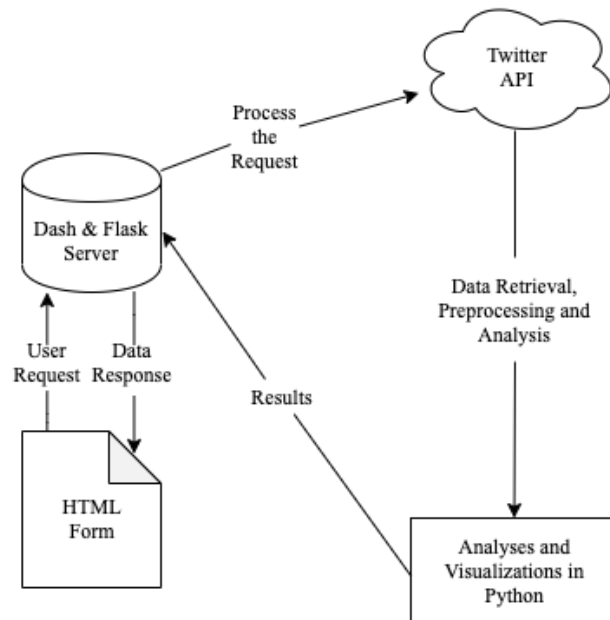 Twitter
API
Process
the
Request
Dash & Flask
Server
Data Retrieval,
Preprocessing and
Analysis
User
Request
Data
Response
Results
HTML
Form
Analyses and
Visualizations in
Python